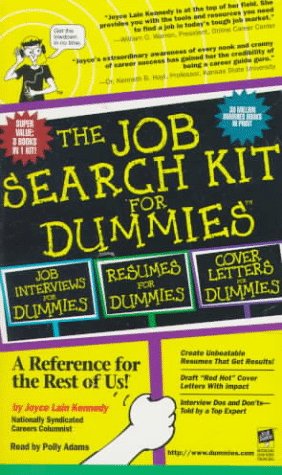 Get the
lowdown
in no time.
"Joyce Lain Kennedy is at the top of her field. She
provides you with the tools and resources you need
to find a job in today's tough job market."
—William O. Warren, President, Online Career Center
"Joyce's extraordinary awareness of every nook and cranny
of career success has gained her the credibility of
being a career guide guru."
—Dr. Kenneth B. Hoyt, Professor, Kansas State University
SUPER
VALUE:
3 BOOKS
IN 1 KIT!
30 MILLION
DUMMIES BOOKS
IN PRINT
THE JOB
SEARCH KIT
FOR
DUMMIES™
JOB
INTERVIEWS
FOR
DUMMIES
RESUMES
FOR
DUMMIES
COVER
LETTERS
FOR
DUMMIES
A Reference for
the Rest of Us!
by Joyce Lain Kennedy
Nationally Syndicated
Careers Columnist
Read by Polly Adams
Create Unbeatable
Resumes That Get Results!
Draft "Red Hot" Cover
Letters With Impact
Interview Dos and Don'ts—
Told by a Top Expert
http://www.dummies.com